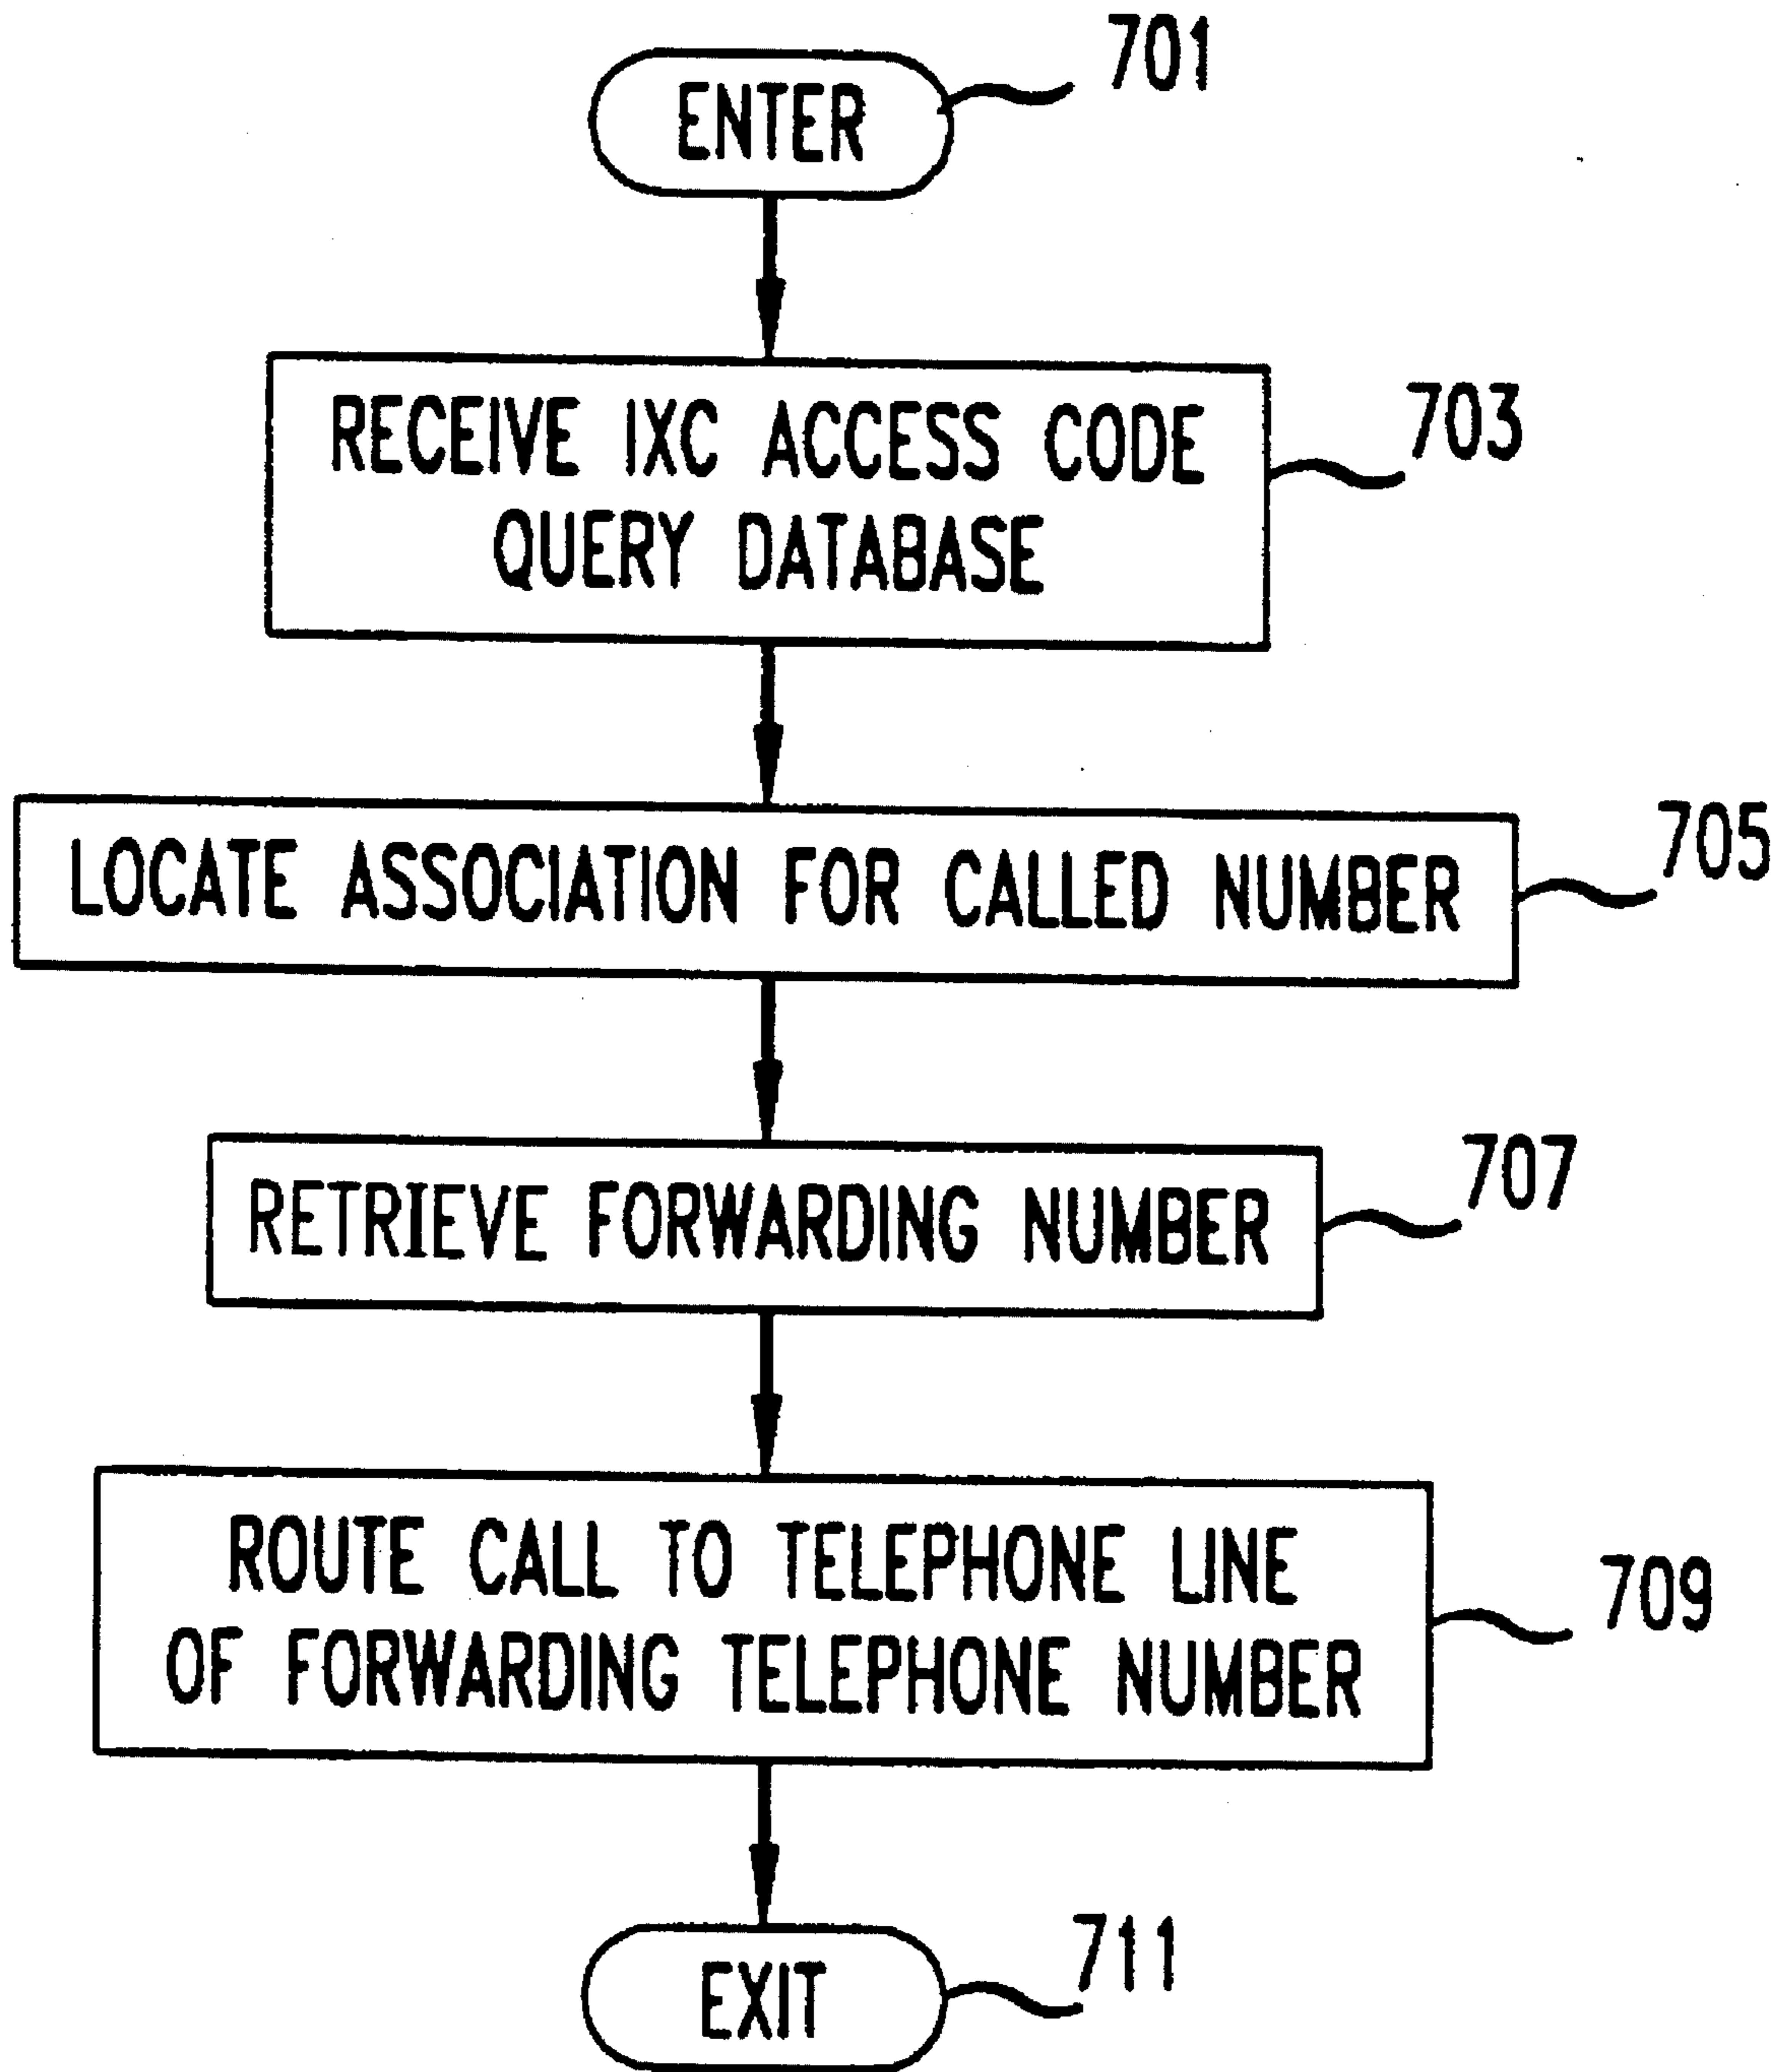 ENTER
701
RECEIVE IXC ACCESS CODE
QUERY DATABASE
703
LOCATE ASSOCIATION FOR CALLED NUMBER
705
RETRIEVE FORWARDING NUMBER
707
ROUTE CALL TO TELEPHONE LINE
OF FORWARDING TELEPHONE NUMBER
709
EXIT
711